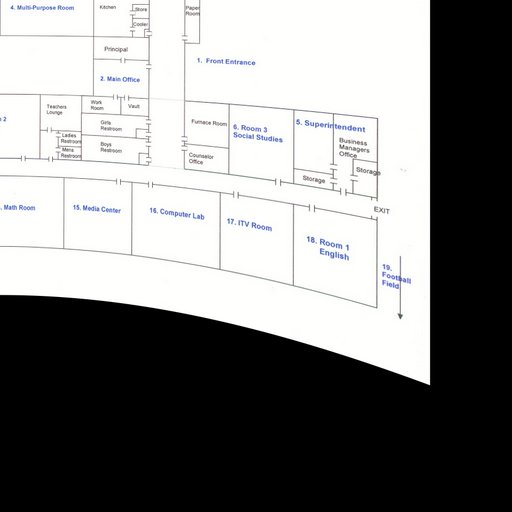 4. Multi-Purpose Room
Kitchen
Store
Cooler
Paper
Room
Principal
1. Front Entrance
2. Main Office
Teachers
Lounge
Work
Room
Vault
Girls
Restroom
Ladies
Restroom
Mens
Restroom
Boys
Restroom
Furnace Room
Counselor
Office
6. Room 3
Social Studies
5. Superintendent
Business
Managers
Office
Storage
Storage
EXIT
2
. Math Room
15. Media Center
16. Computer Lab
17. ITV Room
18. Room 1
English
19.
Football
Field